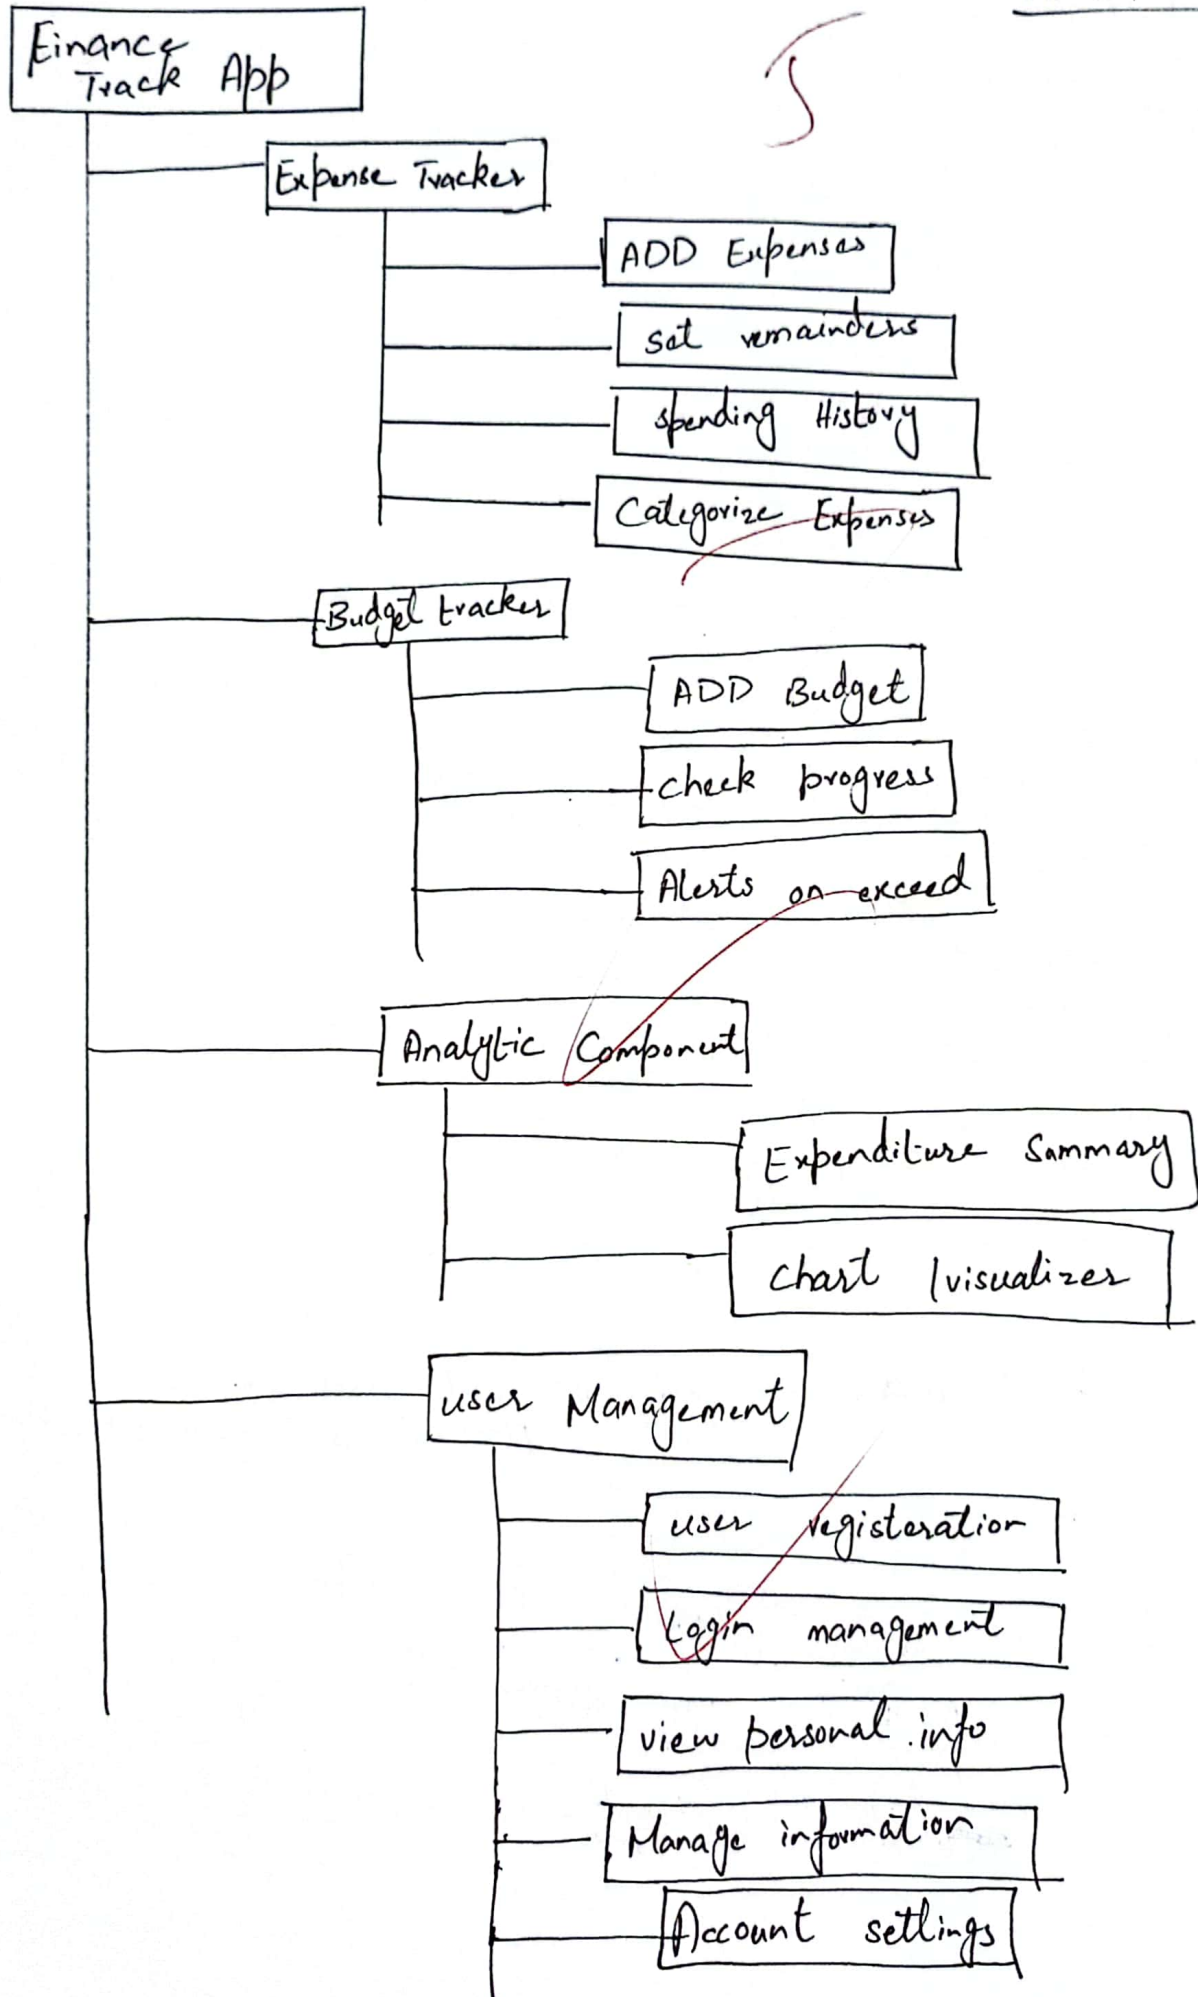 Finance
Track App
Expense Tracker
ADD Expenses
Set remainders
spending History
Categorize Expenses
Budget tracker
ADD Budget
check progress
Alerts on exceed
Analytic Component
Expenditure Summary
chart /visualizer
user Management
user registeration
Login management
view personal info
Manage information
Account settings